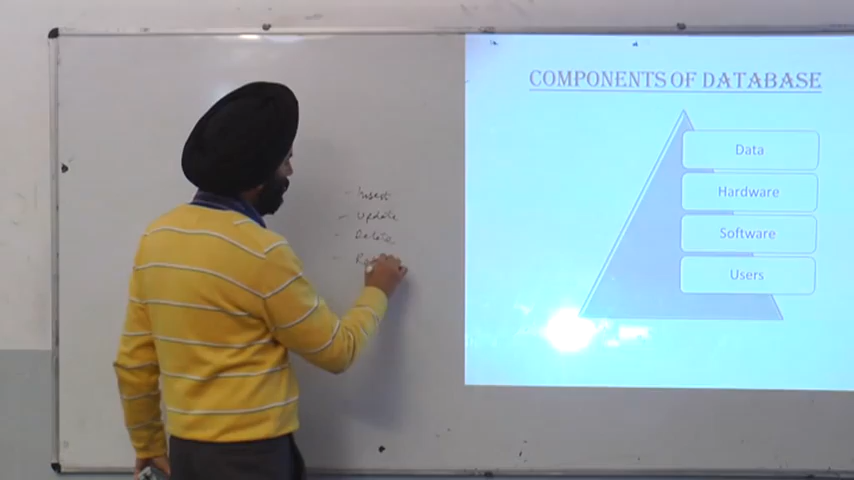 - Insert
- Update
- Delete
COMPONENTS OF DATABASE
Data
Hardware
Software
Users